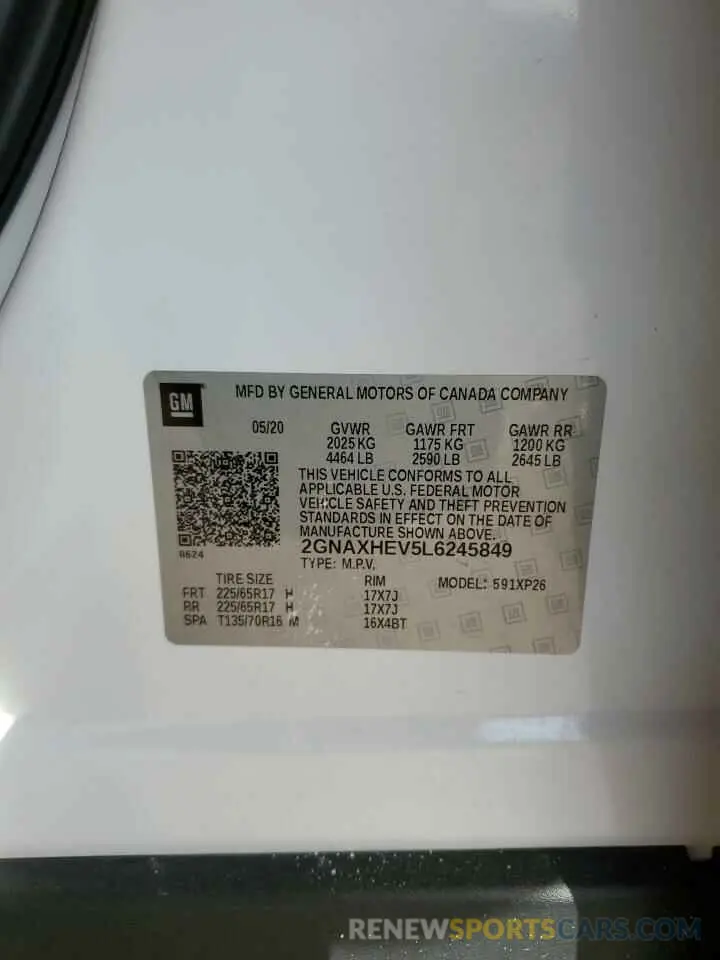 GM
MFD BY GENERAL MOTORS OF CANADA COMPANY
05/20 GVWR GAWR FRT GAWR RR
2025 KG 1175 KG 1200 KG
4464 LB 2590 LB 2645 LB
THIS VEHICLE CONFORMS TO ALL
APPLICABLE U.S. FEDERAL MOTOR
VEHICLE SAFETY AND THEFT PREVENTION
STANDARDS IN EFFECT ON THE DATE OF
MANUFACTURE SHOWN ABOVE.
8624 2GNAXHEV5L6245849
TYPE: M.P.V.
TIRE SIZE RIM MODEL: 591XP26
FRT 225/65R17 H 17X7J
RR 225/65R17 H 17X7J
SPA T135/70R16 M 16X4BT
RENEWSPORTSCARS.COM